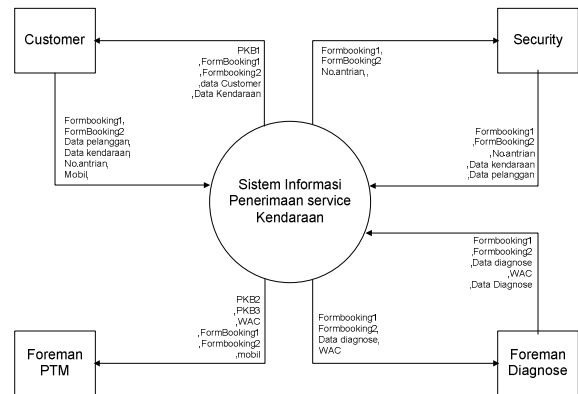 Customer
PKB1
,FormBooking1
,Formbooking2
,data Customer
,Data Kendaraan
Formbooking1,
FormBooking2
No.antrian,,
Security
Formbooking1,
FormBooking2
Data pelanggan,
Data kendaraan,
No.antrian,
Mobil,
Formbooking1
,FormBooking2
,No.antrian
,Data kendaraan
,Data pelanggan
Sistem Informasi
Penerimaan service
Kendaraan
Formbooking1
,Formbooking2
,Data diagnose
,WAC
,Data Diagnose
PKB2
,PKB3
,WAC
,FormBooking1
,Formbooking2
,mobil
Formbooking1
Formbooking2,
Data diagnose,
WAC
Foreman
PTM
Foreman
Diagnose